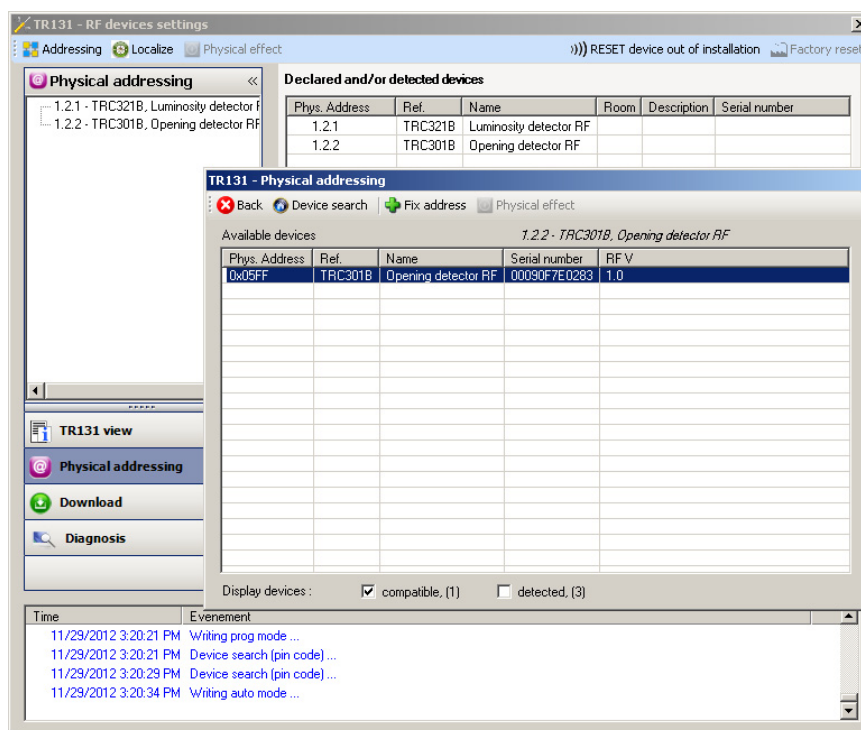 TR131 - RF devices settings
Addressing Localize Physical effect ))) RESET device out of installation Factory reset
Physical addressing «
1.2.1 - TRC321B, Luminosity detector
1.2.2 - TRC301B, Opening detector RF
Declared and/or detected devices
Phys. Address Ref. Name Room Description Serial number
1.2.1 TRC321B Luminosity detector RF
1.2.2 TRC301B Opening detector RF
TR131 - Physical addressing
Back Device search Fix address Physical effect
Available devices 1.2.2 - TRC301B, Opening detector RF
Phys. Address Ref. Name Serial number RF V
0x05FF TRC301B Opening detector RF 00090F7E0283 1.0
Display devices : compatible, (1) detected, (3)
TR131 view
Physical addressing
Download
Diagnosis
Time Evenement
11/29/2012 3:20:21 PM Writing prog mode ...
11/29/2012 3:20:21 PM Device search (pin code) ...
11/29/2012 3:20:29 PM Device search (pin code) ...
11/29/2012 3:20:34 PM Writing auto mode ...